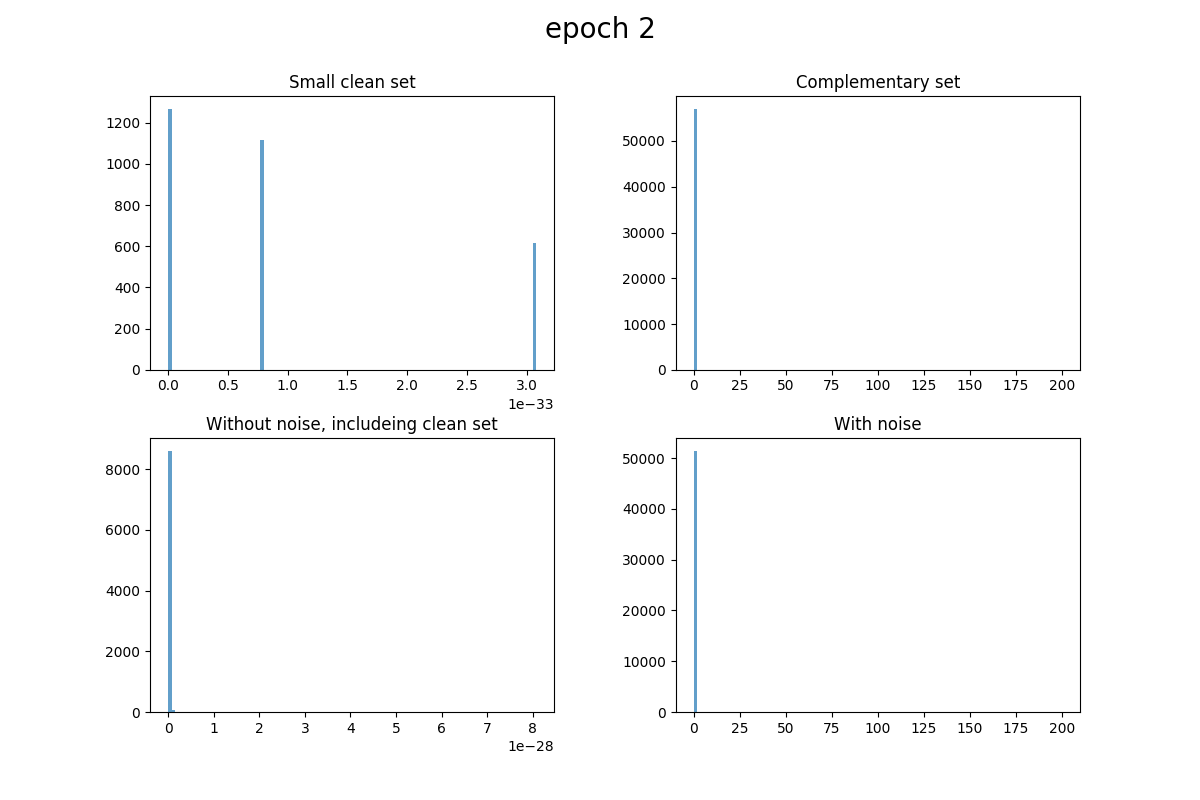 epoch 2
Small clean set
1200
1000
800
600
400
200
0
0.0 0.5 1.0 1.5 2.0 2.5 3.0
1e−33
Complementary set
50000
40000
30000
20000
10000
0
0 25 50 75 100 125 150 175 200
Without noise, includeing clean set
8000
6000
4000
2000
0
0 1 2 3 4 5 6 7 8
1e−28
With noise
50000
40000
30000
20000
10000
0
0 25 50 75 100 125 150 175 200